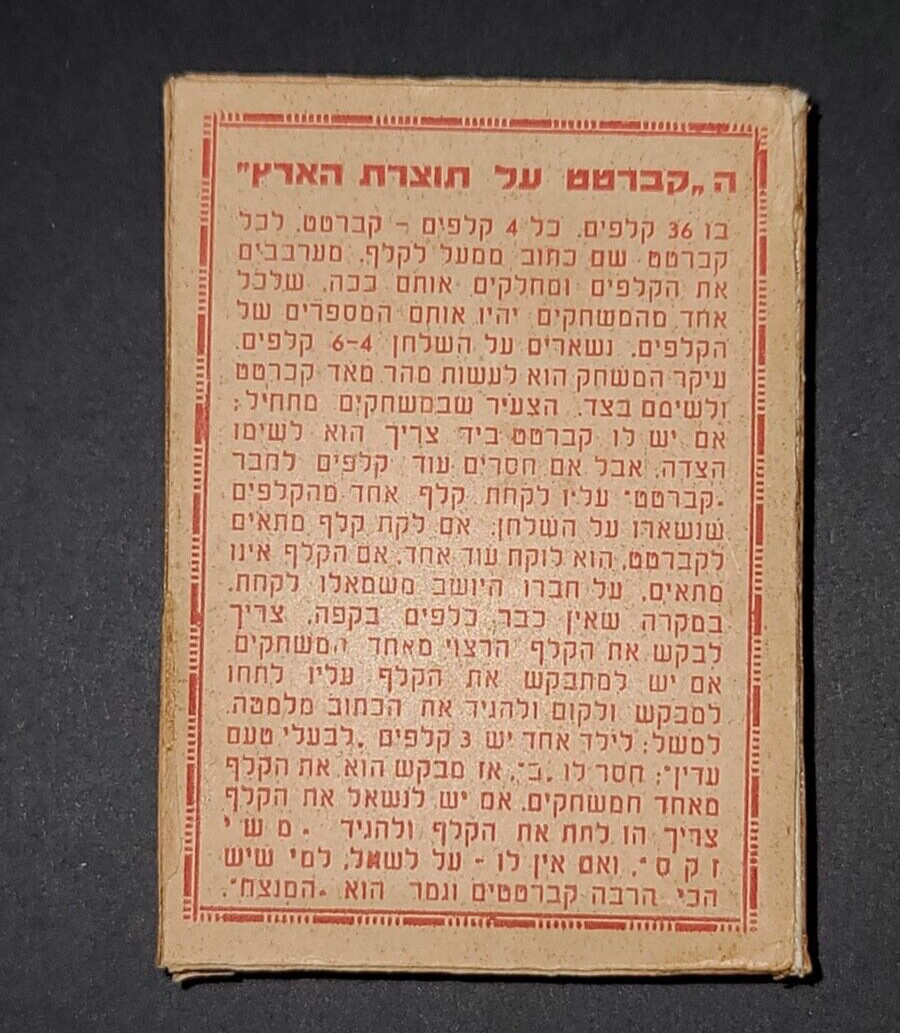 ה „קברטט על תוצרת הארץ"
בו 36 קלפים. כל 4 קלפים – קברטט. לכל
קברטט שם כתוב ממעל לקלף. מערבבים
את הקלפים ומחלקים אותם ככה, שלכל
אחד מהמשחקים יהיו אותם המספרים של
הקלפים. נשארים על השלחן 6–4 קלפים.
עיקר המשחק הוא לעשות מהר מאד קברטט
ולשימם בצד. הצעיר שבמשחקים מתחיל;
אם יש לו קברטט ביד צריך הוא לשימו
הצדה, אבל אם חסרים עוד קלפים לחבר
„קברטט" עליו לקחת קלף אחד מהקלפים
שנשארו על השלחן; אם לקח קלף מתאים
לקברטט, הוא לוקח עוד אחד, אם הקלף אינו
מתאים, על חברו היושב משמאלו לקחת.
במקרה שאין כבר כלפים בקפה, צריך
לבקש את הקלף הרצוי מאחד המשחקים.
אם יש למתבקש את הקלף עליו לתתו
למבקש ולקום ולהגיד את הכתוב מלמטה.
למשל: לילד אחד יש 3 קלפים „לבעלי טעם
עדין"; חסר לו „ב", אז מבקש הוא את הקלף
מאחד המשחקים. אם יש לנשאל את הקלף
צריך הו לתת את הקלף ולהגיד „משי
זקס", ואם אין לו – על לשאל, למי שיש
הכי הרבה קברטטים וגמר הוא „המנצח".